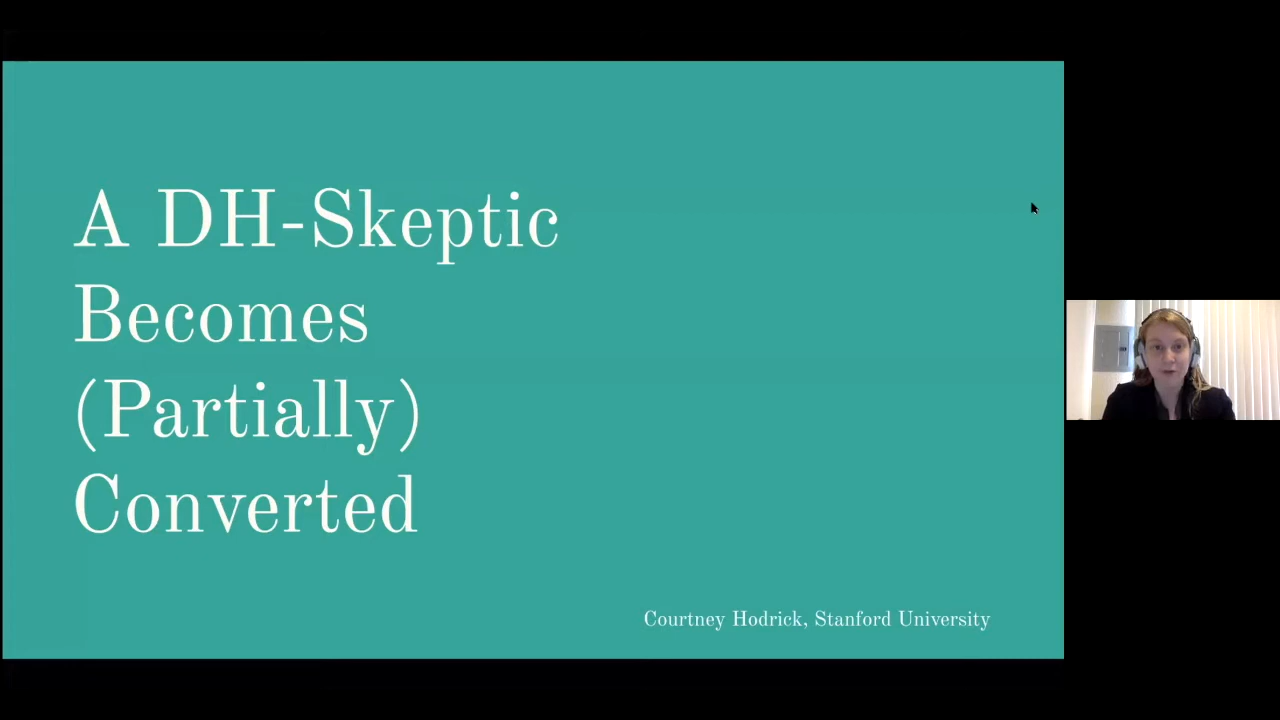 A DH-Skeptic
Becomes
(Partially)
Converted
Courtney Hodrick, Stanford University